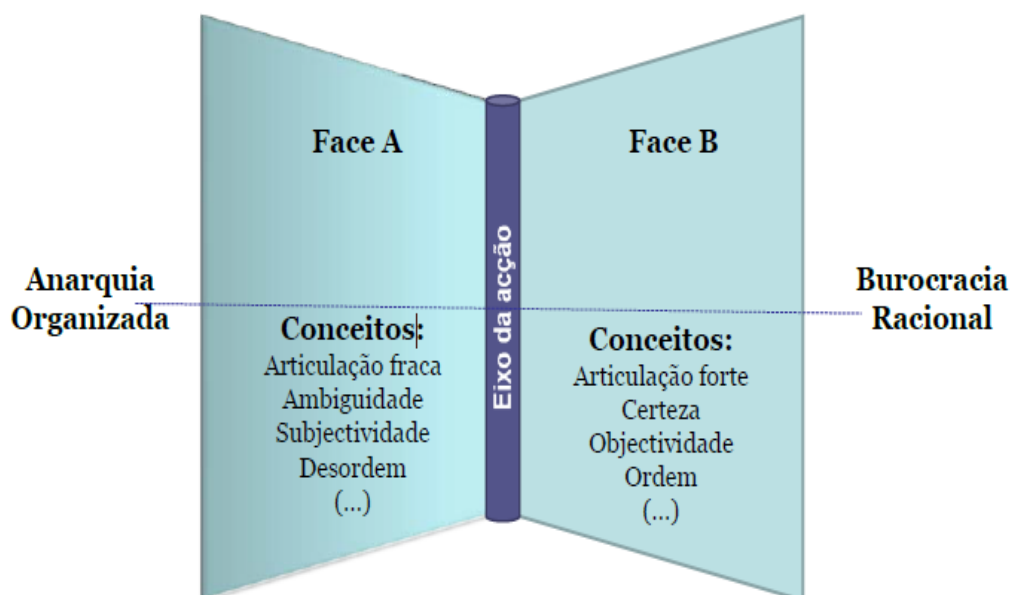 Face A
Face B
Anarquia
Organizada
Eixo da acção
Burocracia
Racional
Conceitos:
Articulação fraca
Ambiguidade
Subjectividade
Desordem
(...)
Conceitos:
Articulação forte
Certeza
Objectividade
Ordem
(...)